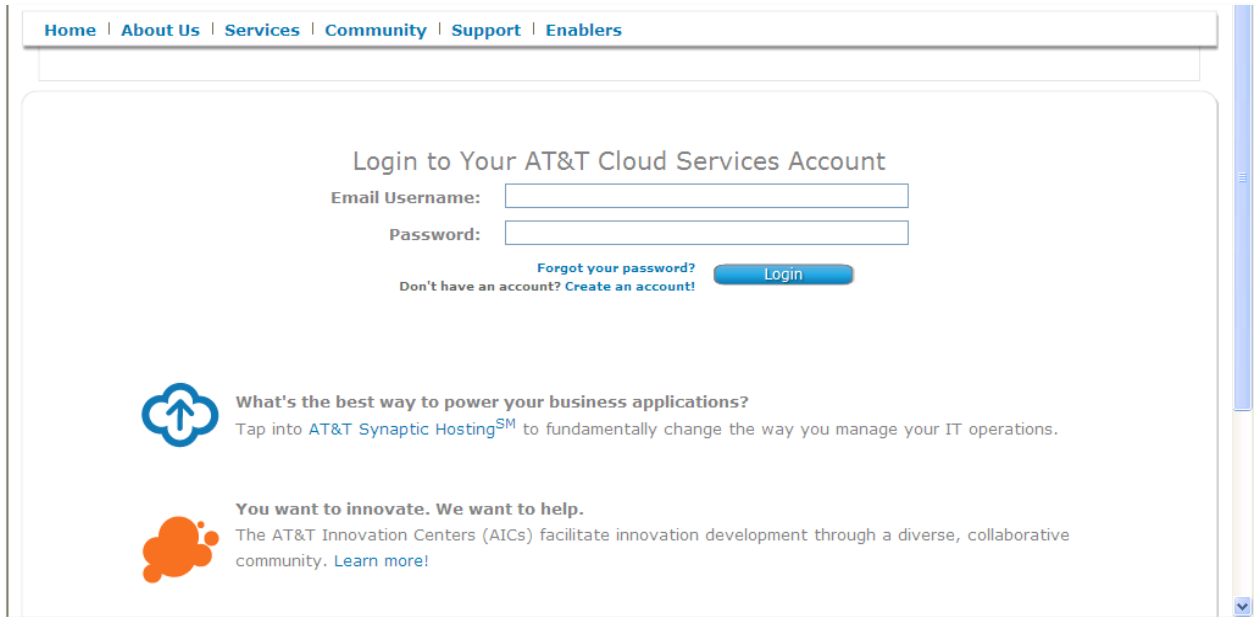 Home | About Us | Services | Community | Support | Enablers
Login to Your AT&T Cloud Services Account
Email Username:
Password:
Forgot your password?
Login
Don't have an account? Create an account!
What's the best way to power your business applications?
Tap into AT&T Synaptic Hosting℠ to fundamentally change the way you manage your IT operations.
You want to innovate. We want to help.
The AT&T Innovation Centers (AICs) facilitate innovation development through a diverse, collaborative
community. Learn more!